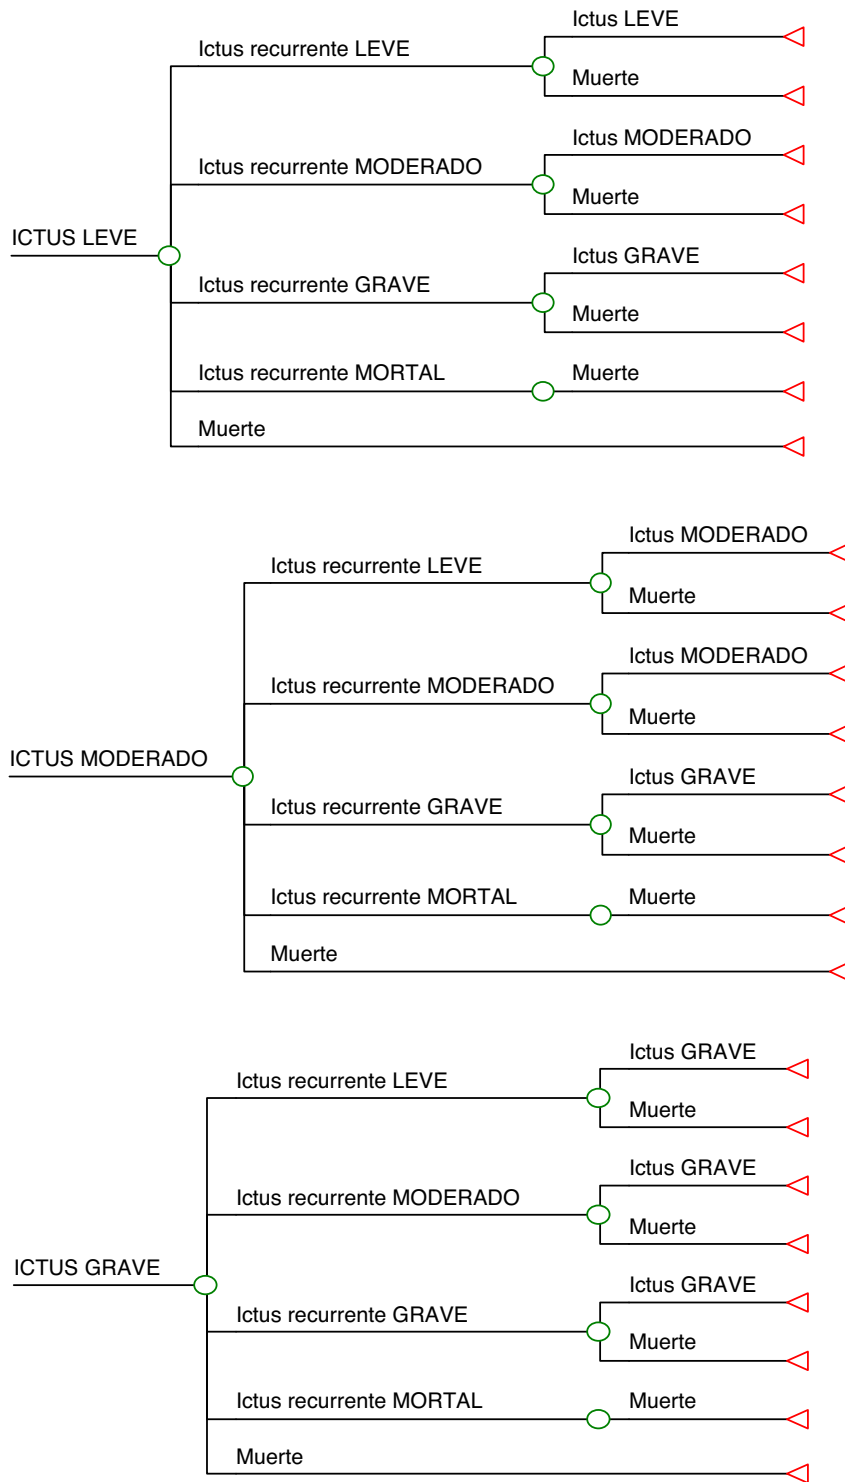 Ictus LEVE
Ictus recurrente LEVE
Muerte
Ictus MODERADO
Ictus recurrente MODERADO
Muerte
ICTUS LEVE
Ictus GRAVE
Ictus recurrente GRAVE
Muerte
Ictus recurrente MORTAL
Muerte
Muerte
Ictus MODERADO
Ictus recurrente LEVE
Muerte
Ictus MODERADO
Ictus recurrente MODERADO
Muerte
ICTUS MODERADO
Ictus GRAVE
Ictus recurrente GRAVE
Muerte
Ictus recurrente MORTAL
Muerte
Muerte
Ictus GRAVE
Ictus recurrente LEVE
Muerte
Ictus GRAVE
Ictus recurrente MODERADO
Muerte
ICTUS GRAVE
Ictus GRAVE
Ictus recurrente GRAVE
Muerte
Ictus recurrente MORTAL
Muerte
Muerte